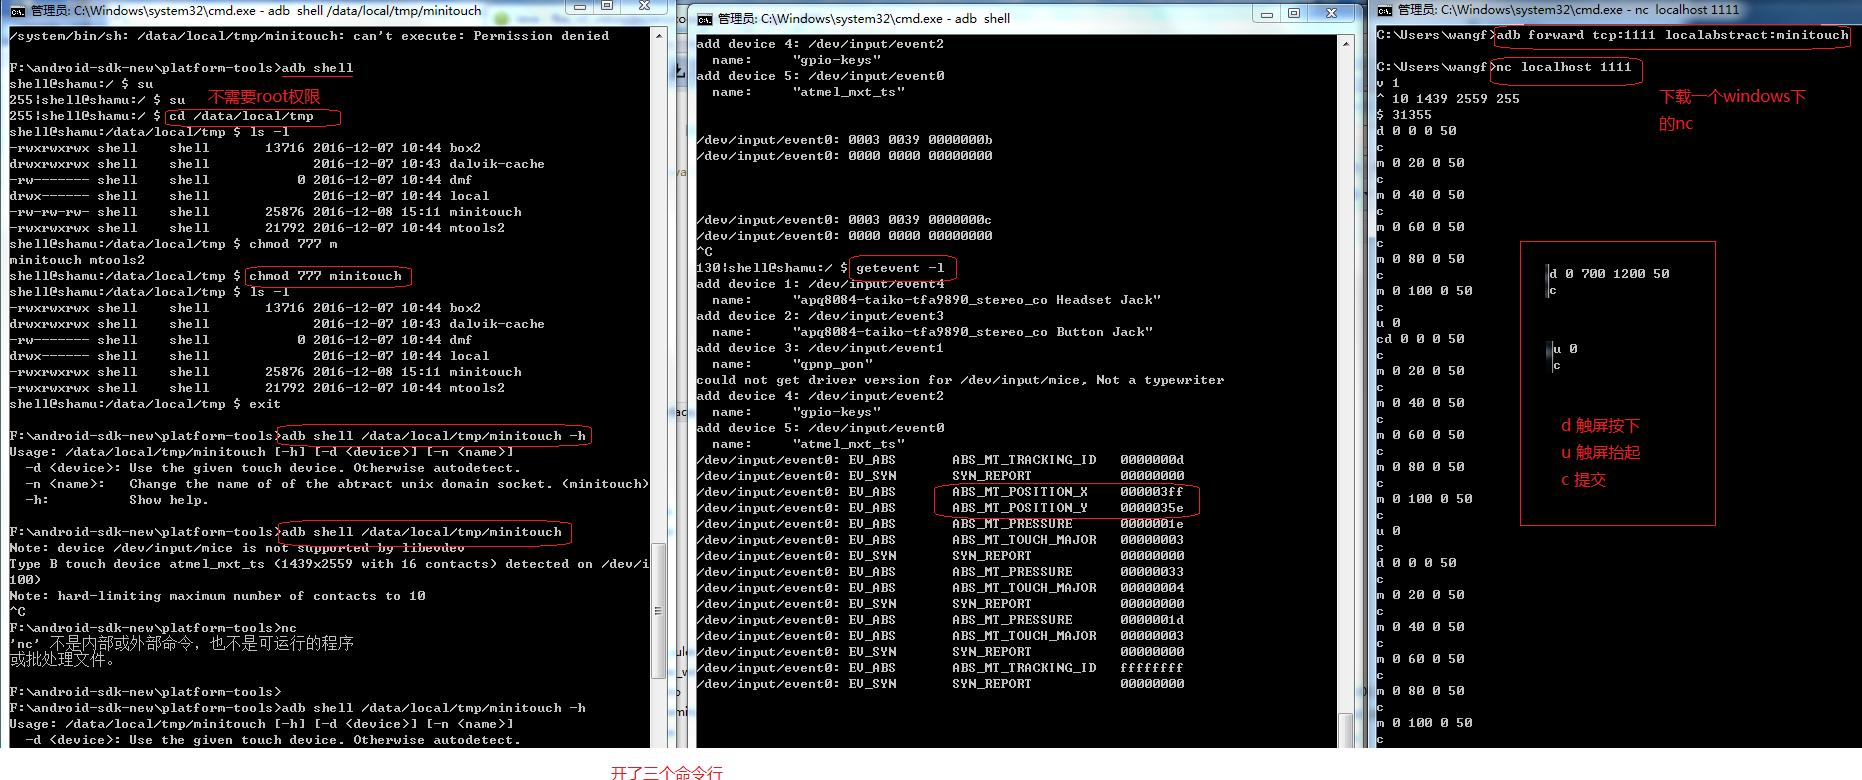 管理员: C:\Windows\system32\cmd.exe - adb  shell /data/local/tmp/minitouch
/system/bin/sh: /data/local/tmp/minitouch: can't execute: Permission denied
F:\android-sdk-new\platform-tools>adb shell
shell@shamu:/ $ su
255|shell@shamu:/ $ su
不需要root权限
255|shell@shamu:/ $ cd /data/local/tmp
shell@shamu:/data/local/tmp $ ls -l
-rwxrwxrwx shell    shell       13716 2016-12-07 10:44 box2
drwxrwxrwx shell    shell             2016-12-07 10:43 dalvik-cache
-rw------- shell    shell           0 2016-12-07 10:44 dmf
drwx------ shell    shell             2016-12-07 10:44 local
-rw-rw-rw- shell    shell       25876 2016-12-08 15:11 minitouch
-rwxrwxrwx shell    shell       21792 2016-12-07 10:44 mtools2
shell@shamu:/data/local/tmp $ chmod 777 m
minitouch mtools2
shell@shamu:/data/local/tmp $ chmod 777 minitouch
shell@shamu:/data/local/tmp $ ls -l
-rwxrwxrwx shell    shell       13716 2016-12-07 10:44 box2
drwxrwxrwx shell    shell             2016-12-07 10:43 dalvik-cache
-rw------- shell    shell           0 2016-12-07 10:44 dmf
drwx------ shell    shell             2016-12-07 10:44 local
-rwxrwxrwx shell    shell       25876 2016-12-08 15:11 minitouch
-rwxrwxrwx shell    shell       21792 2016-12-07 10:44 mtools2
shell@shamu:/data/local/tmp $ exit
F:\android-sdk-new\platform-tools>adb shell /data/local/tmp/minitouch -h
Usage: /data/local/tmp/minitouch [-h] [-d <device>] [-n <name>]
-d <device>: Use the given touch device. Otherwise autodetect.
-n <name>:   Change the name of of the abtract unix domain socket. (minitouch)
-h:          Show help.
F:\android-sdk-new\platform-tools>adb shell /data/local/tmp/minitouch
Note: device /dev/input/mice is not supported by libevdev
Type B touch device atmel_mxt_ts (1439x2559 with 16 contacts) detected on /dev/i
100)
Note: hard-limiting maximum number of contacts to 10
^C
F:\android-sdk-new\platform-tools>nc
'nc' 不是内部或外部命令，也不是可运行的程序
或批处理文件。
F:\android-sdk-new\platform-tools>
F:\android-sdk-new\platform-tools>adb shell /data/local/tmp/minitouch -h
Usage: /data/local/tmp/minitouch [-h] [-d <device>] [-n <name>]
-d <device>: Use the given touch device. Otherwise autodetect.
管理员: C:\Windows\system32\cmd.exe - adb  shell
add device 4: /dev/input/event2
name:     "gpio-keys"
add device 5: /dev/input/event0
name:     "atmel_mxt_ts"
/dev/input/event0: 0003 0039 0000000b
/dev/input/event0: 0000 0000 00000000
/dev/input/event0: 0003 0039 0000000c
/dev/input/event0: 0000 0000 00000000
^C
130|shell@shamu:/ $ getevent -l
add device 1: /dev/input/event4
name:     "apq8084-taiko-tfa9890_stereo_co Headset Jack"
add device 2: /dev/input/event3
name:     "apq8084-taiko-tfa9890_stereo_co Button Jack"
add device 3: /dev/input/event1
name:     "qpnp_pon"
could not get driver version for /dev/input/mice, Not a typewriter
add device 4: /dev/input/event2
name:     "gpio-keys"
add device 5: /dev/input/event0
name:     "atmel_mxt_ts"
/dev/input/event0: EV_ABS       ABS_MT_TRACKING_ID   0000000d
/dev/input/event0: EV_SYN       SYN_REPORT           00000000
/dev/input/event0: EV_ABS       ABS_MT_POSITION_X    000003ff
/dev/input/event0: EV_ABS       ABS_MT_POSITION_Y    0000035e
/dev/input/event0: EV_ABS       ABS_MT_PRESSURE      0000001e
/dev/input/event0: EV_ABS       ABS_MT_TOUCH_MAJOR   00000003
/dev/input/event0: EV_SYN       SYN_REPORT           00000000
/dev/input/event0: EV_ABS       ABS_MT_PRESSURE      00000033
/dev/input/event0: EV_ABS       ABS_MT_TOUCH_MAJOR   00000004
/dev/input/event0: EV_SYN       SYN_REPORT           00000000
/dev/input/event0: EV_ABS       ABS_MT_PRESSURE      0000001d
/dev/input/event0: EV_ABS       ABS_MT_TOUCH_MAJOR   00000003
/dev/input/event0: EV_SYN       SYN_REPORT           00000000
/dev/input/event0: EV_ABS       ABS_MT_TRACKING_ID   ffffffff
/dev/input/event0: EV_SYN       SYN_REPORT           00000000
管理员: C:\Windows\system32\cmd.exe - nc  localhost 1111
C:\Users\wangf>adb forward tcp:1111 localabstract:minitouch
C:\Users\wangf>nc localhost 1111
v 1
^ 10 1439 2559 255
$ 31355
下载一个windows下
的nc
d 0 0 0 50
c
m 0 20 0 50
c
m 0 40 0 50
c
m 0 60 0 50
c
m 0 80 0 50
c
m 0 100 0 50
c
u 0
cd 0 0 0 50
c
m 0 20 0 50
c
m 0 40 0 50
c
m 0 60 0 50
c
m 0 80 0 50
c
m 0 100 0 50
c
u 0
c
d 0 0 0 50
c
m 0 20 0 50
c
m 0 40 0 50
c
m 0 60 0 50
c
m 0 80 0 50
c
m 0 100 0 50
c
d 0 700 1200 50
c
u 0
c
d 触屏按下
u 触屏抬起
c 提交
开了三个命令行